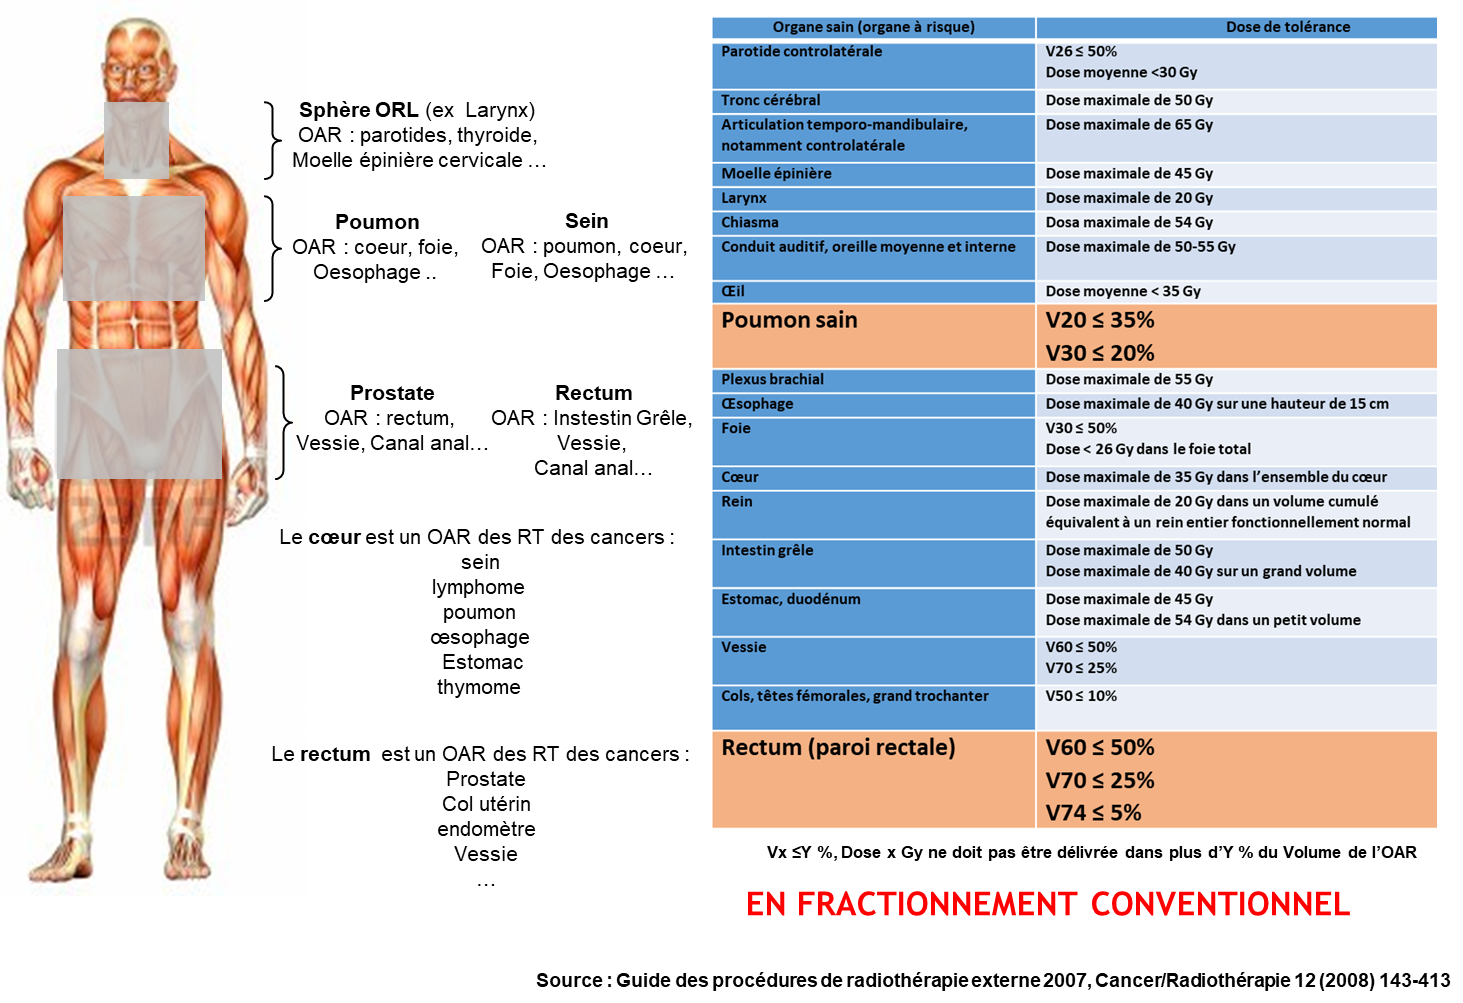 Sphère ORL (ex Larynx)
OAR : parotides, thyroide,
Moelle épinière cervicale …
Poumon
OAR : coeur, foie,
Oesophage ..
Sein
OAR : poumon, coeur,
Foie, Oesophage …
Prostate
OAR : rectum,
Vessie, Canal anal…
Rectum
OAR : Instestin Grêle,
Vessie,
Canal anal…
Le cœur est un OAR des RT des cancers :
sein
lymphome
poumon
œsophage
Estomac
thymome
Le rectum est un OAR des RT des cancers :
Prostate
Col utérin
endomètre
Vessie
…
Organe sain (organe à risque) Dose de tolérance
Parotide controlatérale V26 ≤ 50%
Dose moyenne <30 Gy
Tronc cérébral Dose maximale de 50 Gy
Articulation temporo-mandibulaire, Dose maximale de 65 Gy
notamment controlatérale
Moelle épinière Dose maximale de 45 Gy
Larynx Dose maximale de 20 Gy
Chiasma Dosa maximale de 54 Gy
Conduit auditif, oreille moyenne et interne Dose maximale de 50-55 Gy
Œil Dose moyenne < 35 Gy
Poumon sain V20 ≤ 35%
V30 ≤ 20%
Plexus brachial Dose maximale de 55 Gy
Œsophage Dose maximale de 40 Gy sur une hauteur de 15 cm
Foie V30 ≤ 50%
Dose < 26 Gy dans le foie total
Cœur Dose maximale de 35 Gy dans l'ensemble du cœur
Rein Dose maximale de 20 Gy dans un volume cumulé
équivalent à un rein entier fonctionnellement normal
Intestin grêle Dose maximale de 50 Gy
Dose maximale de 40 Gy sur un grand volume
Estomac, duodénum Dose maximale de 45 Gy
Dose maximale de 54 Gy dans un petit volume
Vessie V60 ≤ 50%
V70 ≤ 25%
Cols, têtes fémorales, grand trochanter V50 ≤ 10%
Rectum (paroi rectale) V60 ≤ 50%
V70 ≤ 25%
V74 ≤ 5%
Vx ≤Y %, Dose x Gy ne doit pas être délivrée dans plus d'Y % du Volume de l'OAR
EN FRACTIONNEMENT CONVENTIONNEL
Source : Guide des procédures de radiothérapie externe 2007, Cancer/Radiothérapie 12 (2008) 143-413